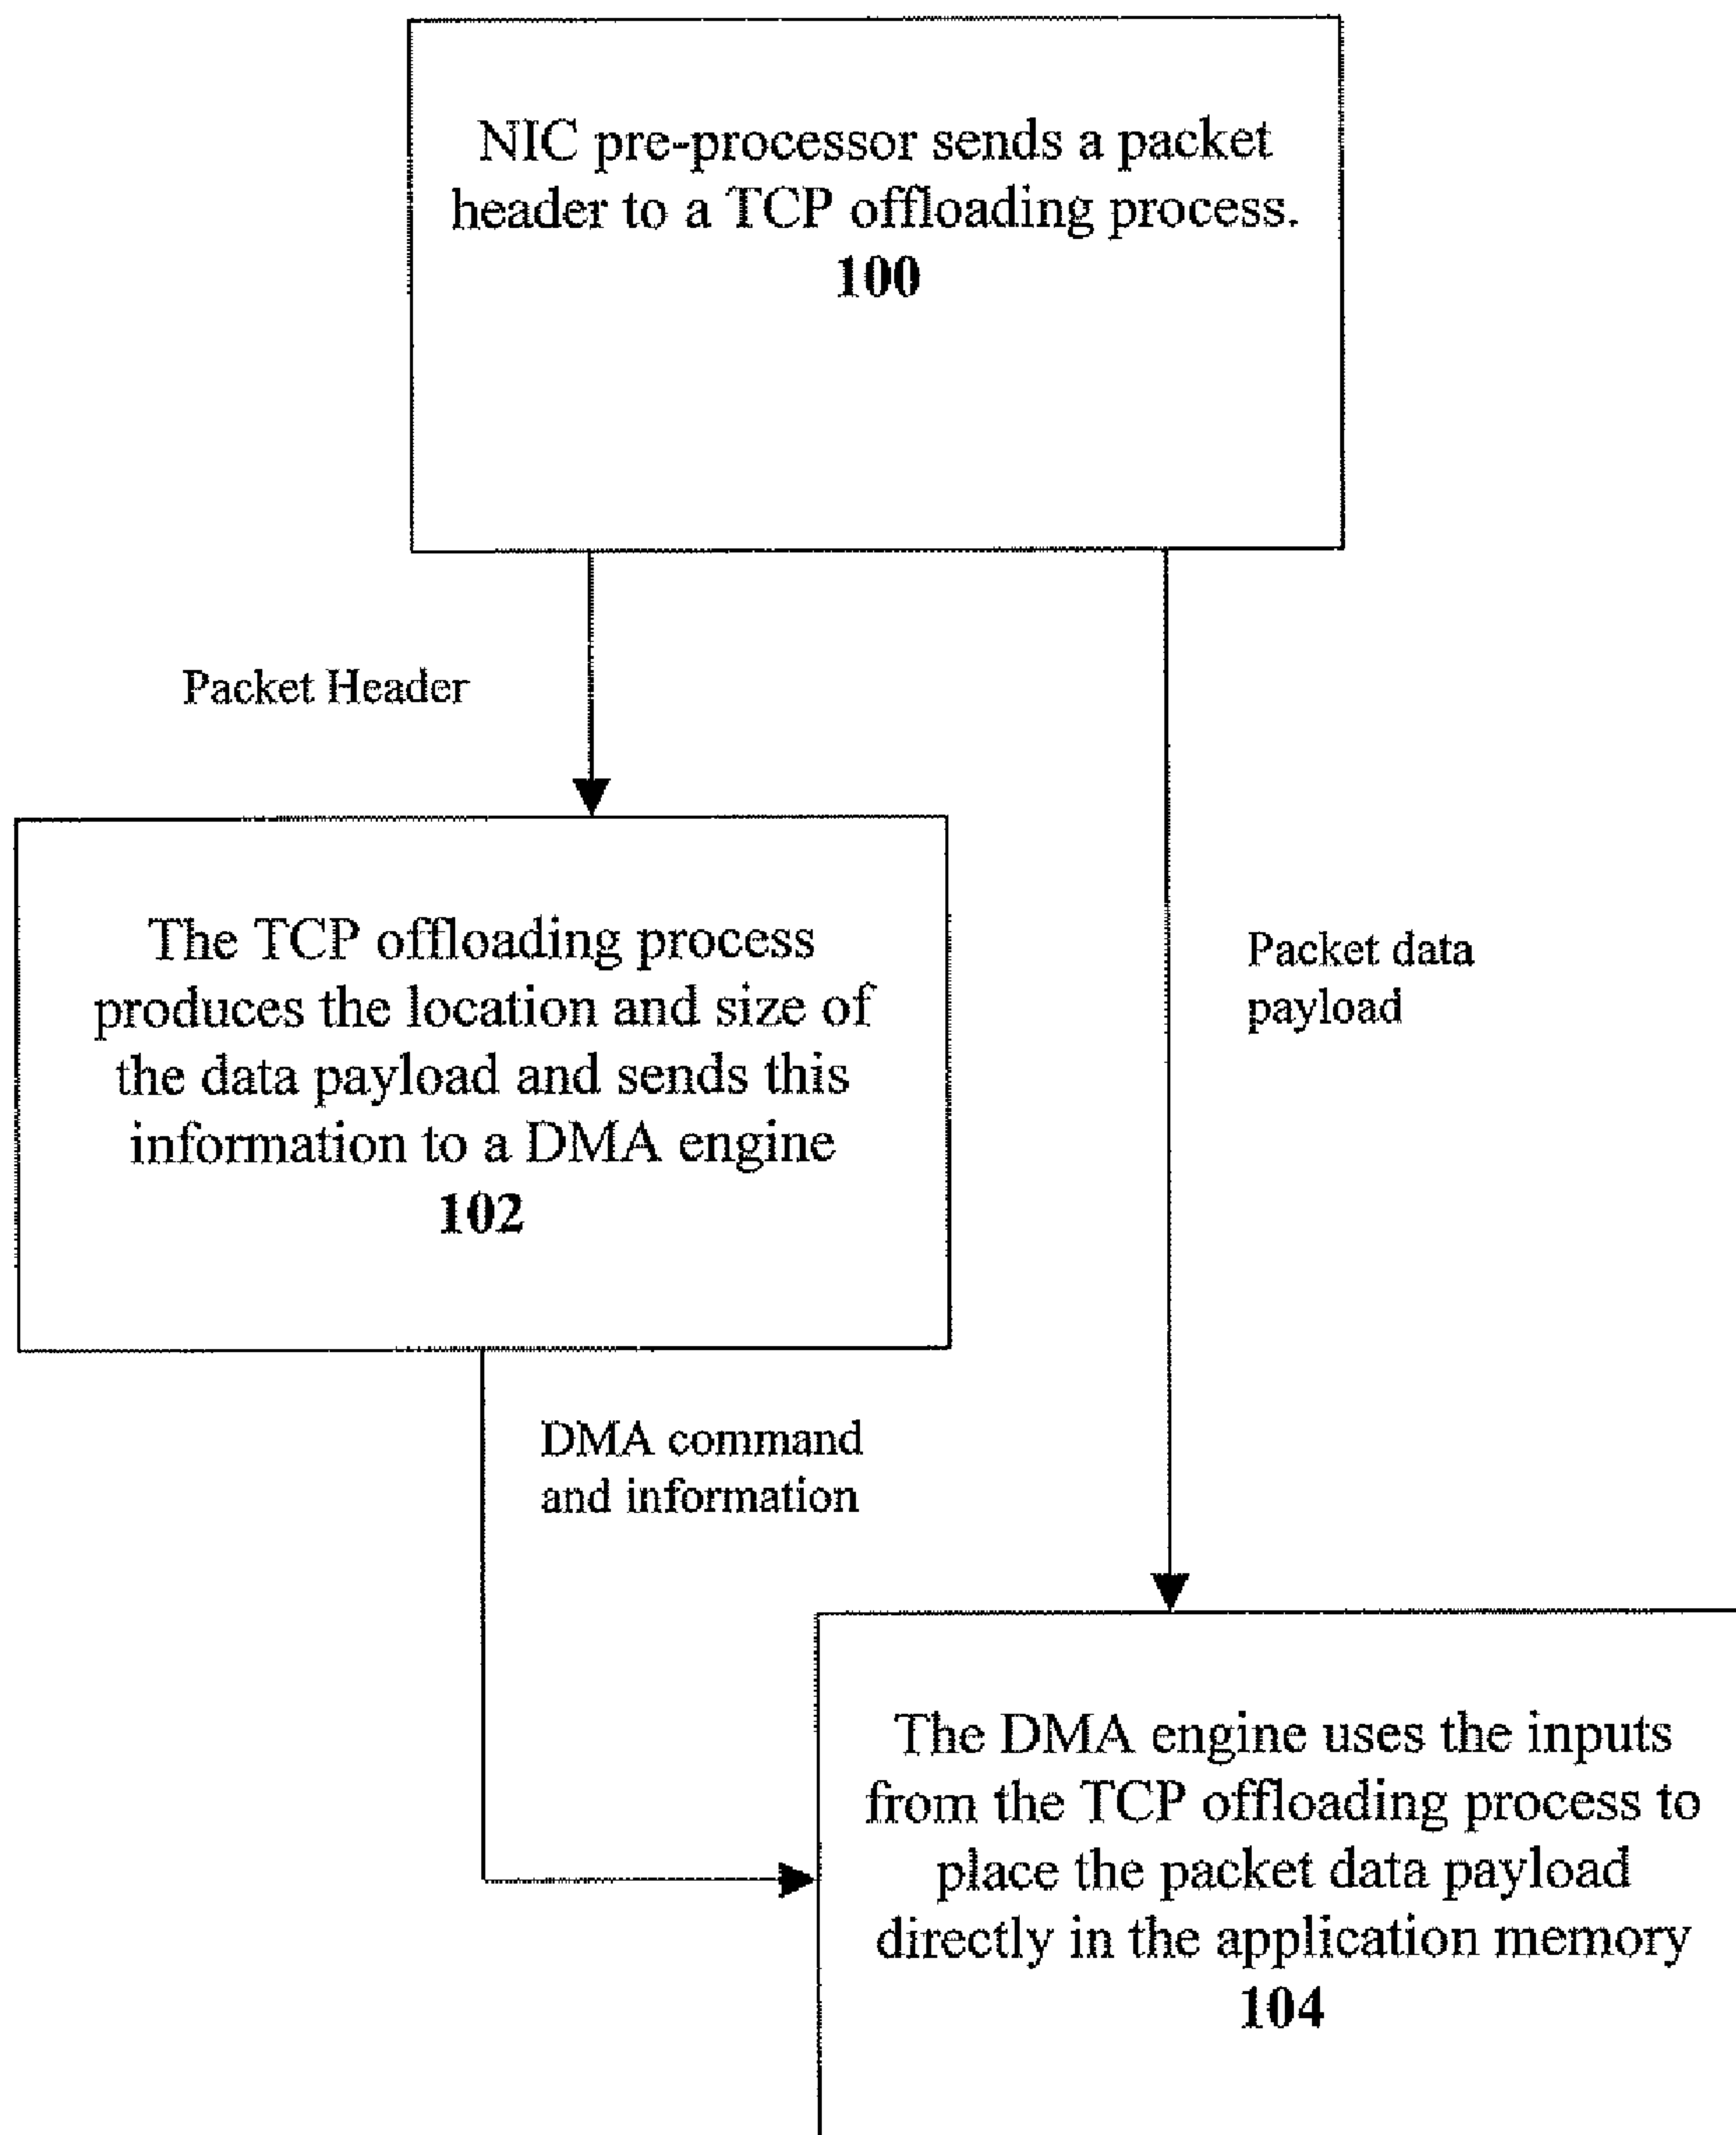 NIC pre-processor sends a packet
header to a TCP offloading process.
100
Packet Header
The TCP offloading process
produces the location and size of
the data payload and sends this
information to a DMA engine
102
Packet data
payload
DMA command
and information
The DMA engine uses the inputs
from the TCP offloading process to
place the packet data payload
directly in the application memory
104